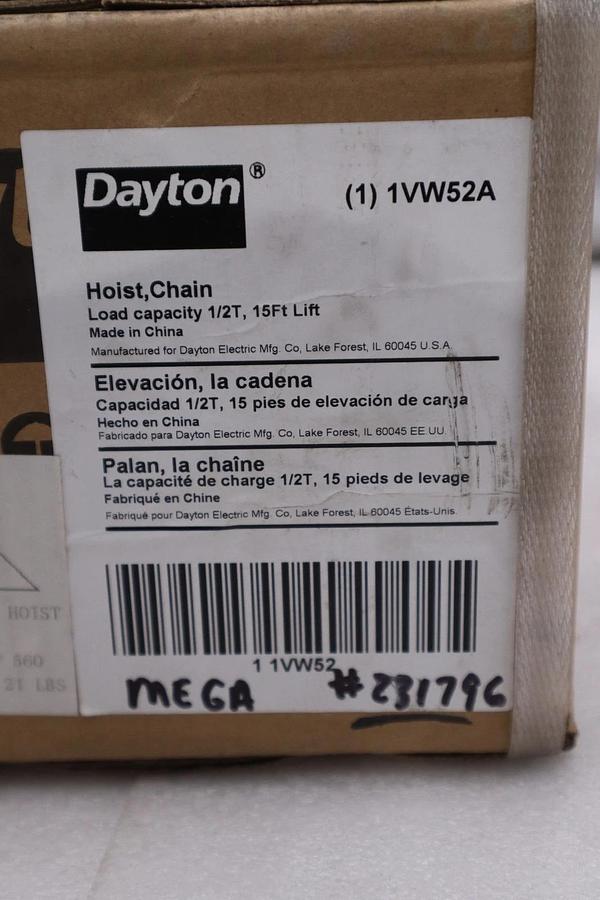 Dayton®
(1) 1VW52A
Hoist,Chain
Load capacity 1/2T, 15Ft Lift
Made in China
Manufactured for Dayton Electric Mfg. Co, Lake Forest, IL 60045 U.S.A.
Elevación, la cadena
Capacidad 1/2T, 15 pies de elevación de carga
Hecho en China
Fabricado para Dayton Electric Mfg. Co, Lake Forest, IL 60045 EE.UU.
Palan, la chaîne
La capacité de charge 1/2T, 15 pieds de levage
Fabriqué en Chine
Fabriqué pour Dayton Electric Mfg. Co, Lake Forest, IL 60045 États-Unis.
1 1VW52
MEGA #231796
HOIST
560
21 LBS